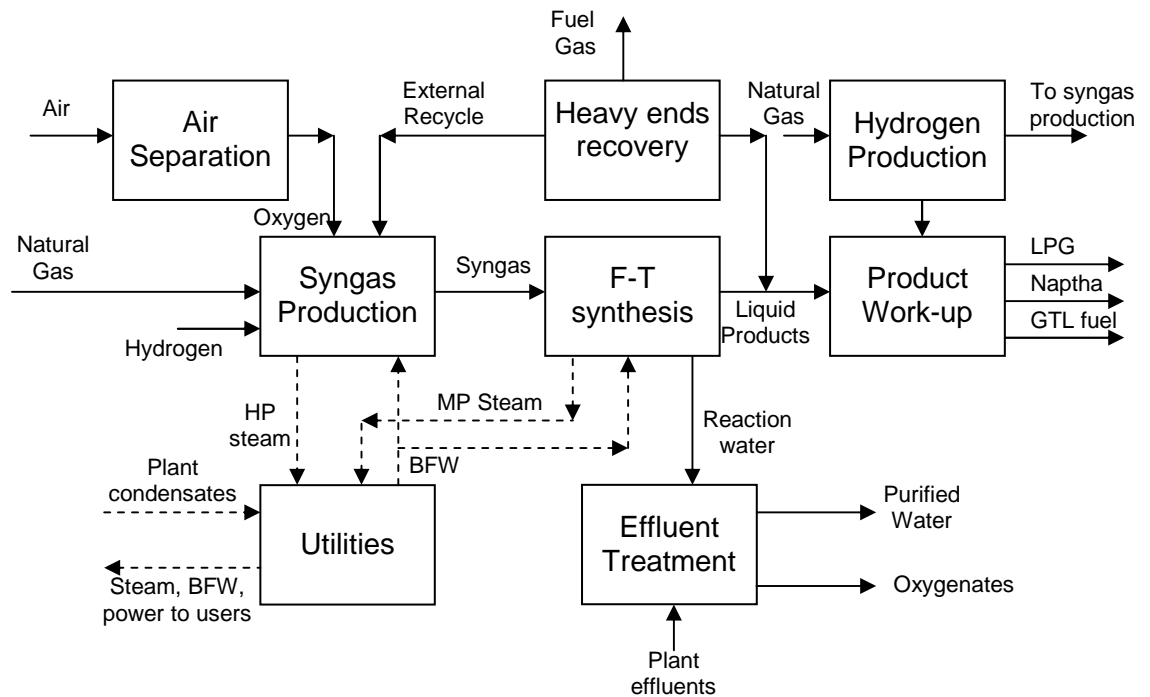 Fuel
Gas
Air
Air
Separation
External
Recycle
Heavy ends
recovery
Natural
Gas
Hydrogen
Production
To syngas
production
Oxygen
Natural
Gas
Syngas
Production
Syngas
F-T
synthesis
Liquid
Products
Product
Work-up
LPG
Naptha
GTL fuel
Hydrogen
HP
steam
MP Steam
BFW
Reaction
water
Plant
condensates
Utilities
Steam, BFW,
power to users
Effluent
Treatment
Purified
Water
Oxygenates
Plant
effluents